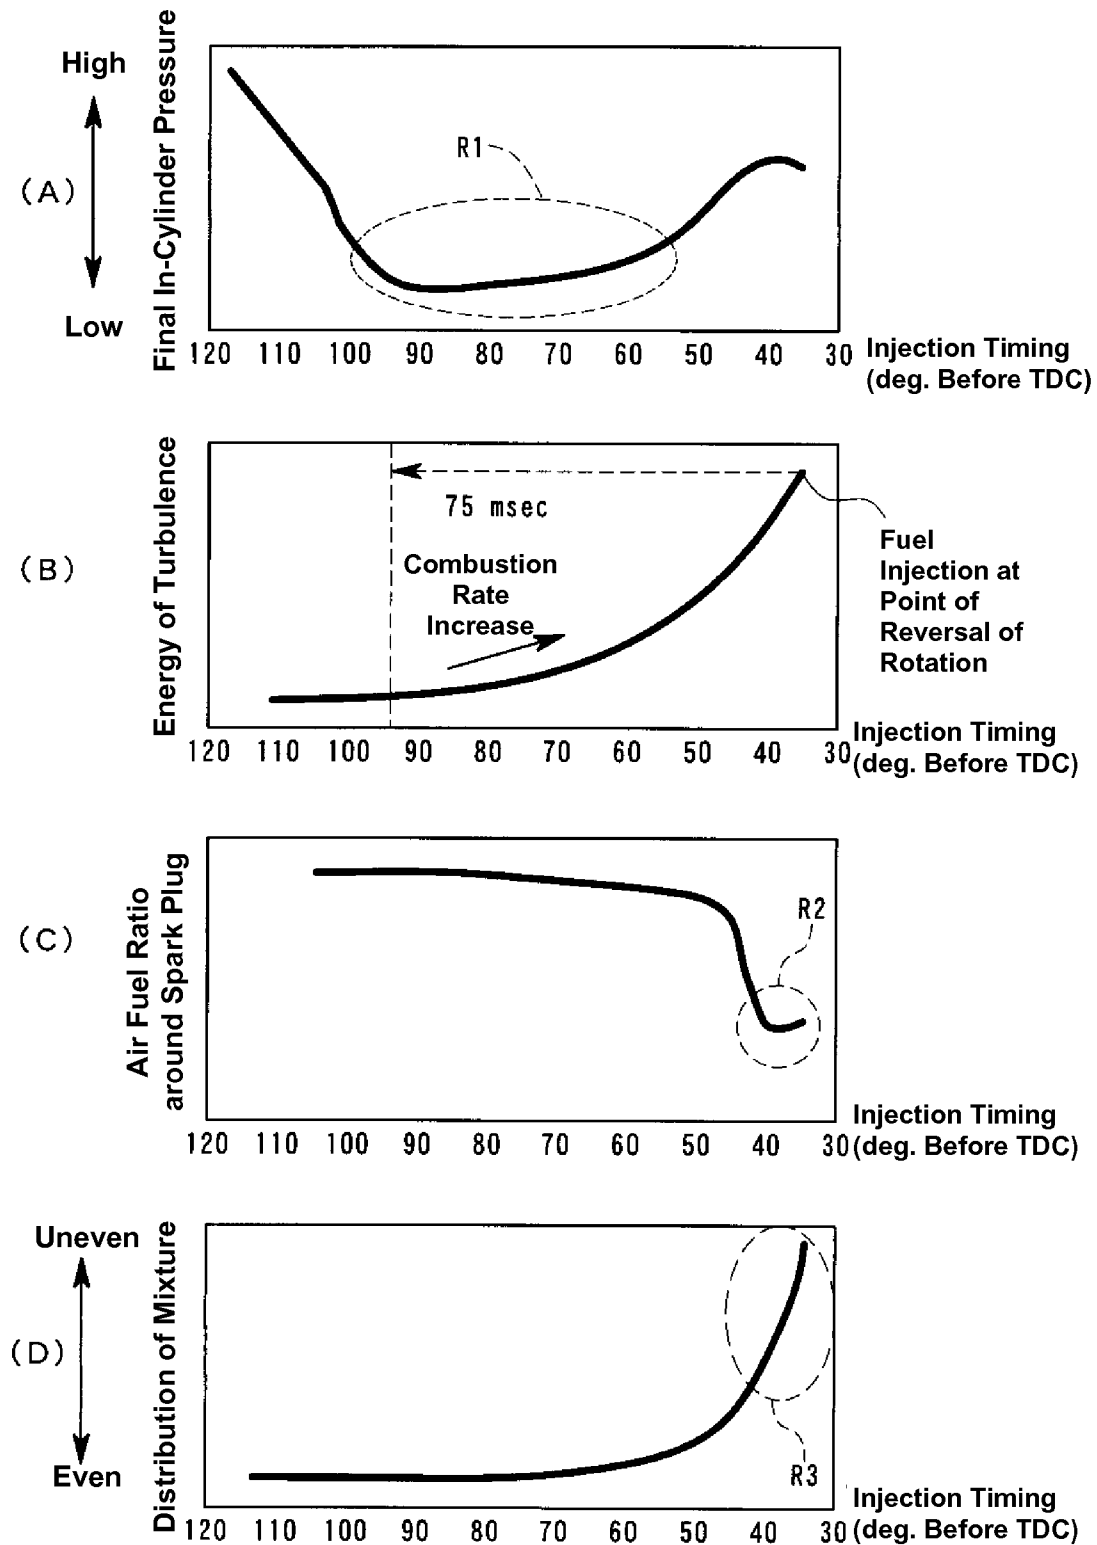 High
(A)
Low
Final In-Cylinder Pressure
R1
120 110 100 90 80 70 60 50 40 30
Injection Timing
(deg. Before TDC)
(B)
Energy of Turbulence
75 msec
Combustion
Rate
Increase
Fuel
Injection at
Point of
Reversal of
Rotation
120 110 100 90 80 70 60 50 40 30
Injection Timing
(deg. Before TDC)
(C)
Air Fuel Ratio
around Spark Plug
R2
120 110 100 90 80 70 60 50 40 30
Injection Timing
(deg. Before TDC)
Uneven
(D)
Even
Distribution of Mixture
R3
120 110 100 90 80 70 60 50 40 30
Injection Timing
(deg. Before TDC)